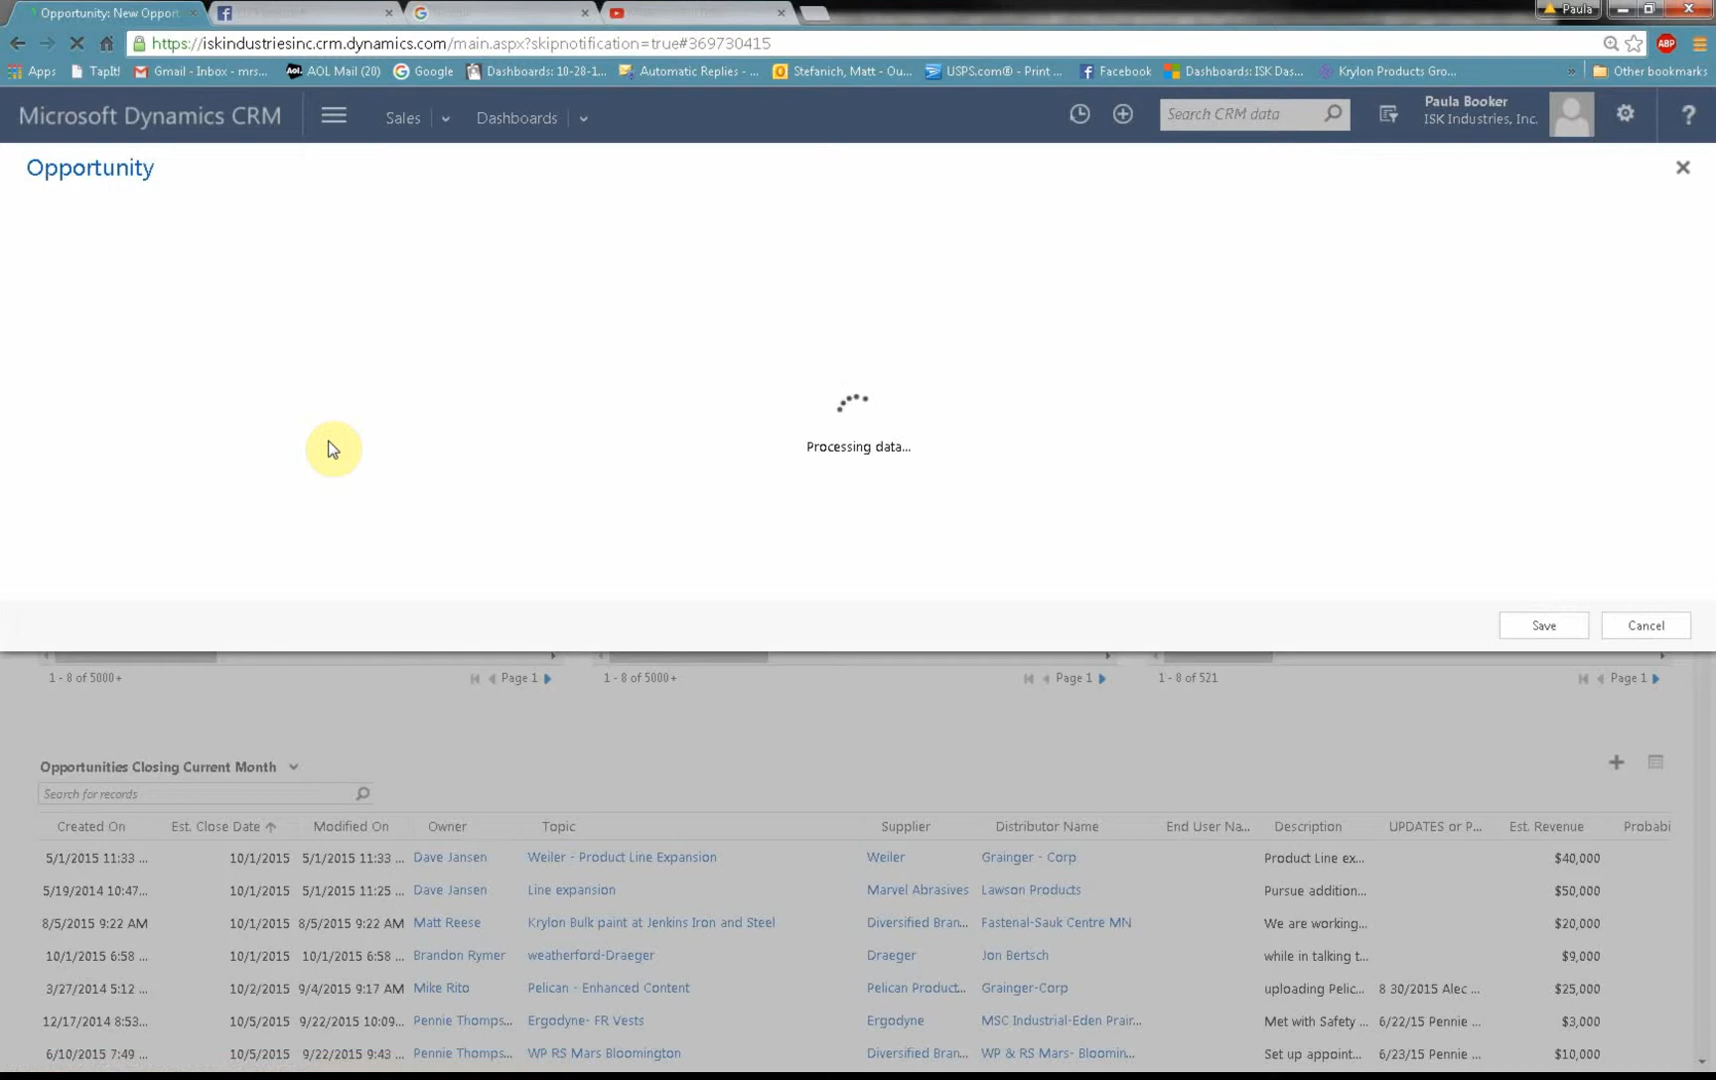 Opportunity: New Opport
Paula
https://iskindustriesinc.crm.dynamics.com/main.aspx?skipnotification=true#369730415
ABP
Apps TapIt! Gmail - Inbox - mrs... AOL Mail (20) Google Dashboards: 10-28-1... Automatic Replies - ... Stefanich, Matt - Ou... USPS.com® - Print ... Facebook Dashboards: ISK Das... Krylon Products Gro... » Other bookmarks
Microsoft Dynamics CRM Sales Dashboards Search CRM data Paula Booker
ISK Industries, Inc.
?
Opportunity
Processing data...
Save Cancel
1 - 8 of 5000+ Page 1 1 - 8 of 5000+ Page 1 1 - 8 of 521 Page 1
Opportunities Closing Current Month
Search for records
Created On Est. Close Date Modified On Owner Topic Supplier Distributor Name End User Na... Description UPDATES or P... Est. Revenue Probabi
5/1/2015 11:33 ... 10/1/2015 5/1/2015 11:33 ... Dave Jansen Weiler - Product Line Expansion Weiler Grainger - Corp Product Line ex... $40,000
5/19/2014 10:47... 10/1/2015 5/1/2015 11:25 ... Dave Jansen Line expansion Marvel Abrasives Lawson Products Pursue addition... $50,000
8/5/2015 9:22 AM 10/1/2015 8/5/2015 9:22 AM Matt Reese Krylon Bulk paint at Jenkins Iron and Steel Diversified Bran... Fastenal-Sauk Centre MN We are working... $20,000
10/1/2015 6:58 ... 10/1/2015 10/1/2015 6:58 ... Brandon Rymer weatherford-Draeger Draeger Jon Bertsch while in talking t... $9,000
3/27/2014 5:12 ... 10/2/2015 9/4/2015 9:17 AM Mike Rito Pelican - Enhanced Content Pelican Product... Grainger-Corp uploading Pelic... 8 30/2015 Alec ... $25,000
12/17/2014 8:53... 10/5/2015 9/22/2015 10:09... Pennie Thomps... Ergodyne- FR Vests Ergodyne MSC Industrial-Eden Prair... Met with Safety ... 6/22/15 Pennie ... $3,000
6/10/2015 7:49 ... 10/5/2015 9/22/2015 9:43 ... Pennie Thomps... WP RS Mars Bloomington Diversified Bran... WP & RS Mars- Bloomin... Set up appoint... 6/23/15 Pennie ... $10,000